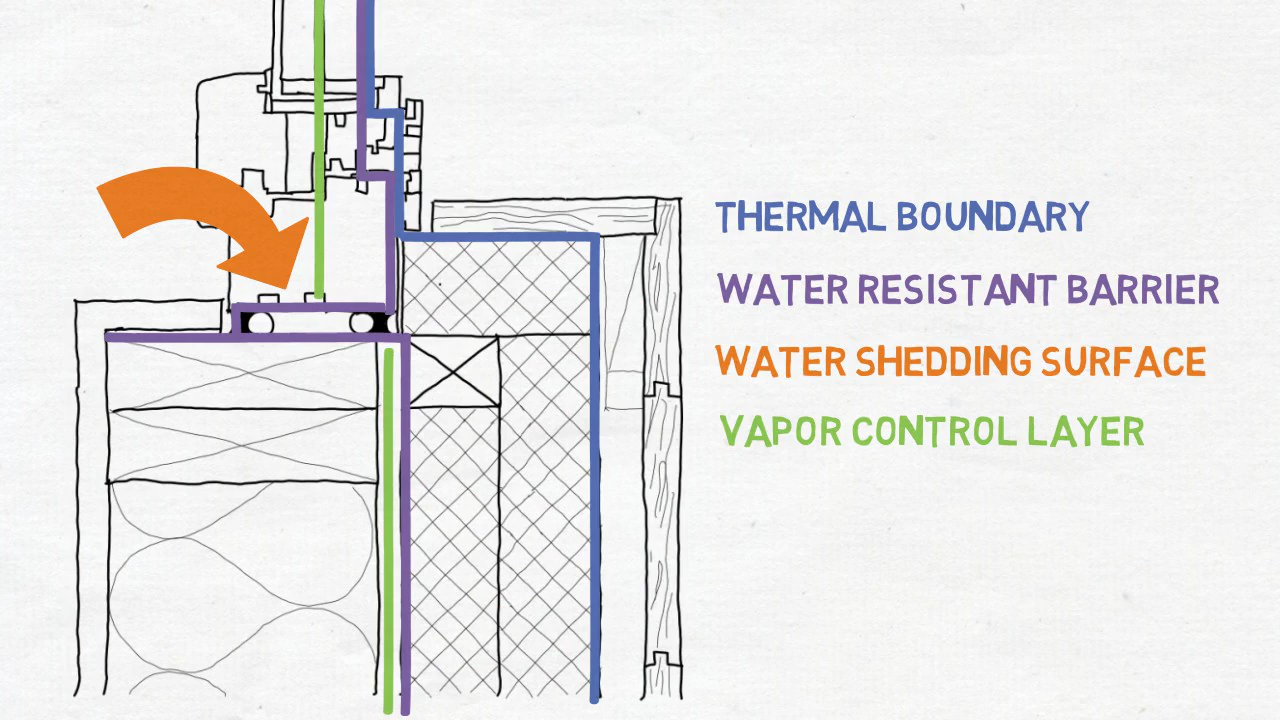 THERMAL BOUNDARY
WATER RESISTANT BARRIER
WATER SHEDDING SURFACE
VAPOR CONTROL LAYER